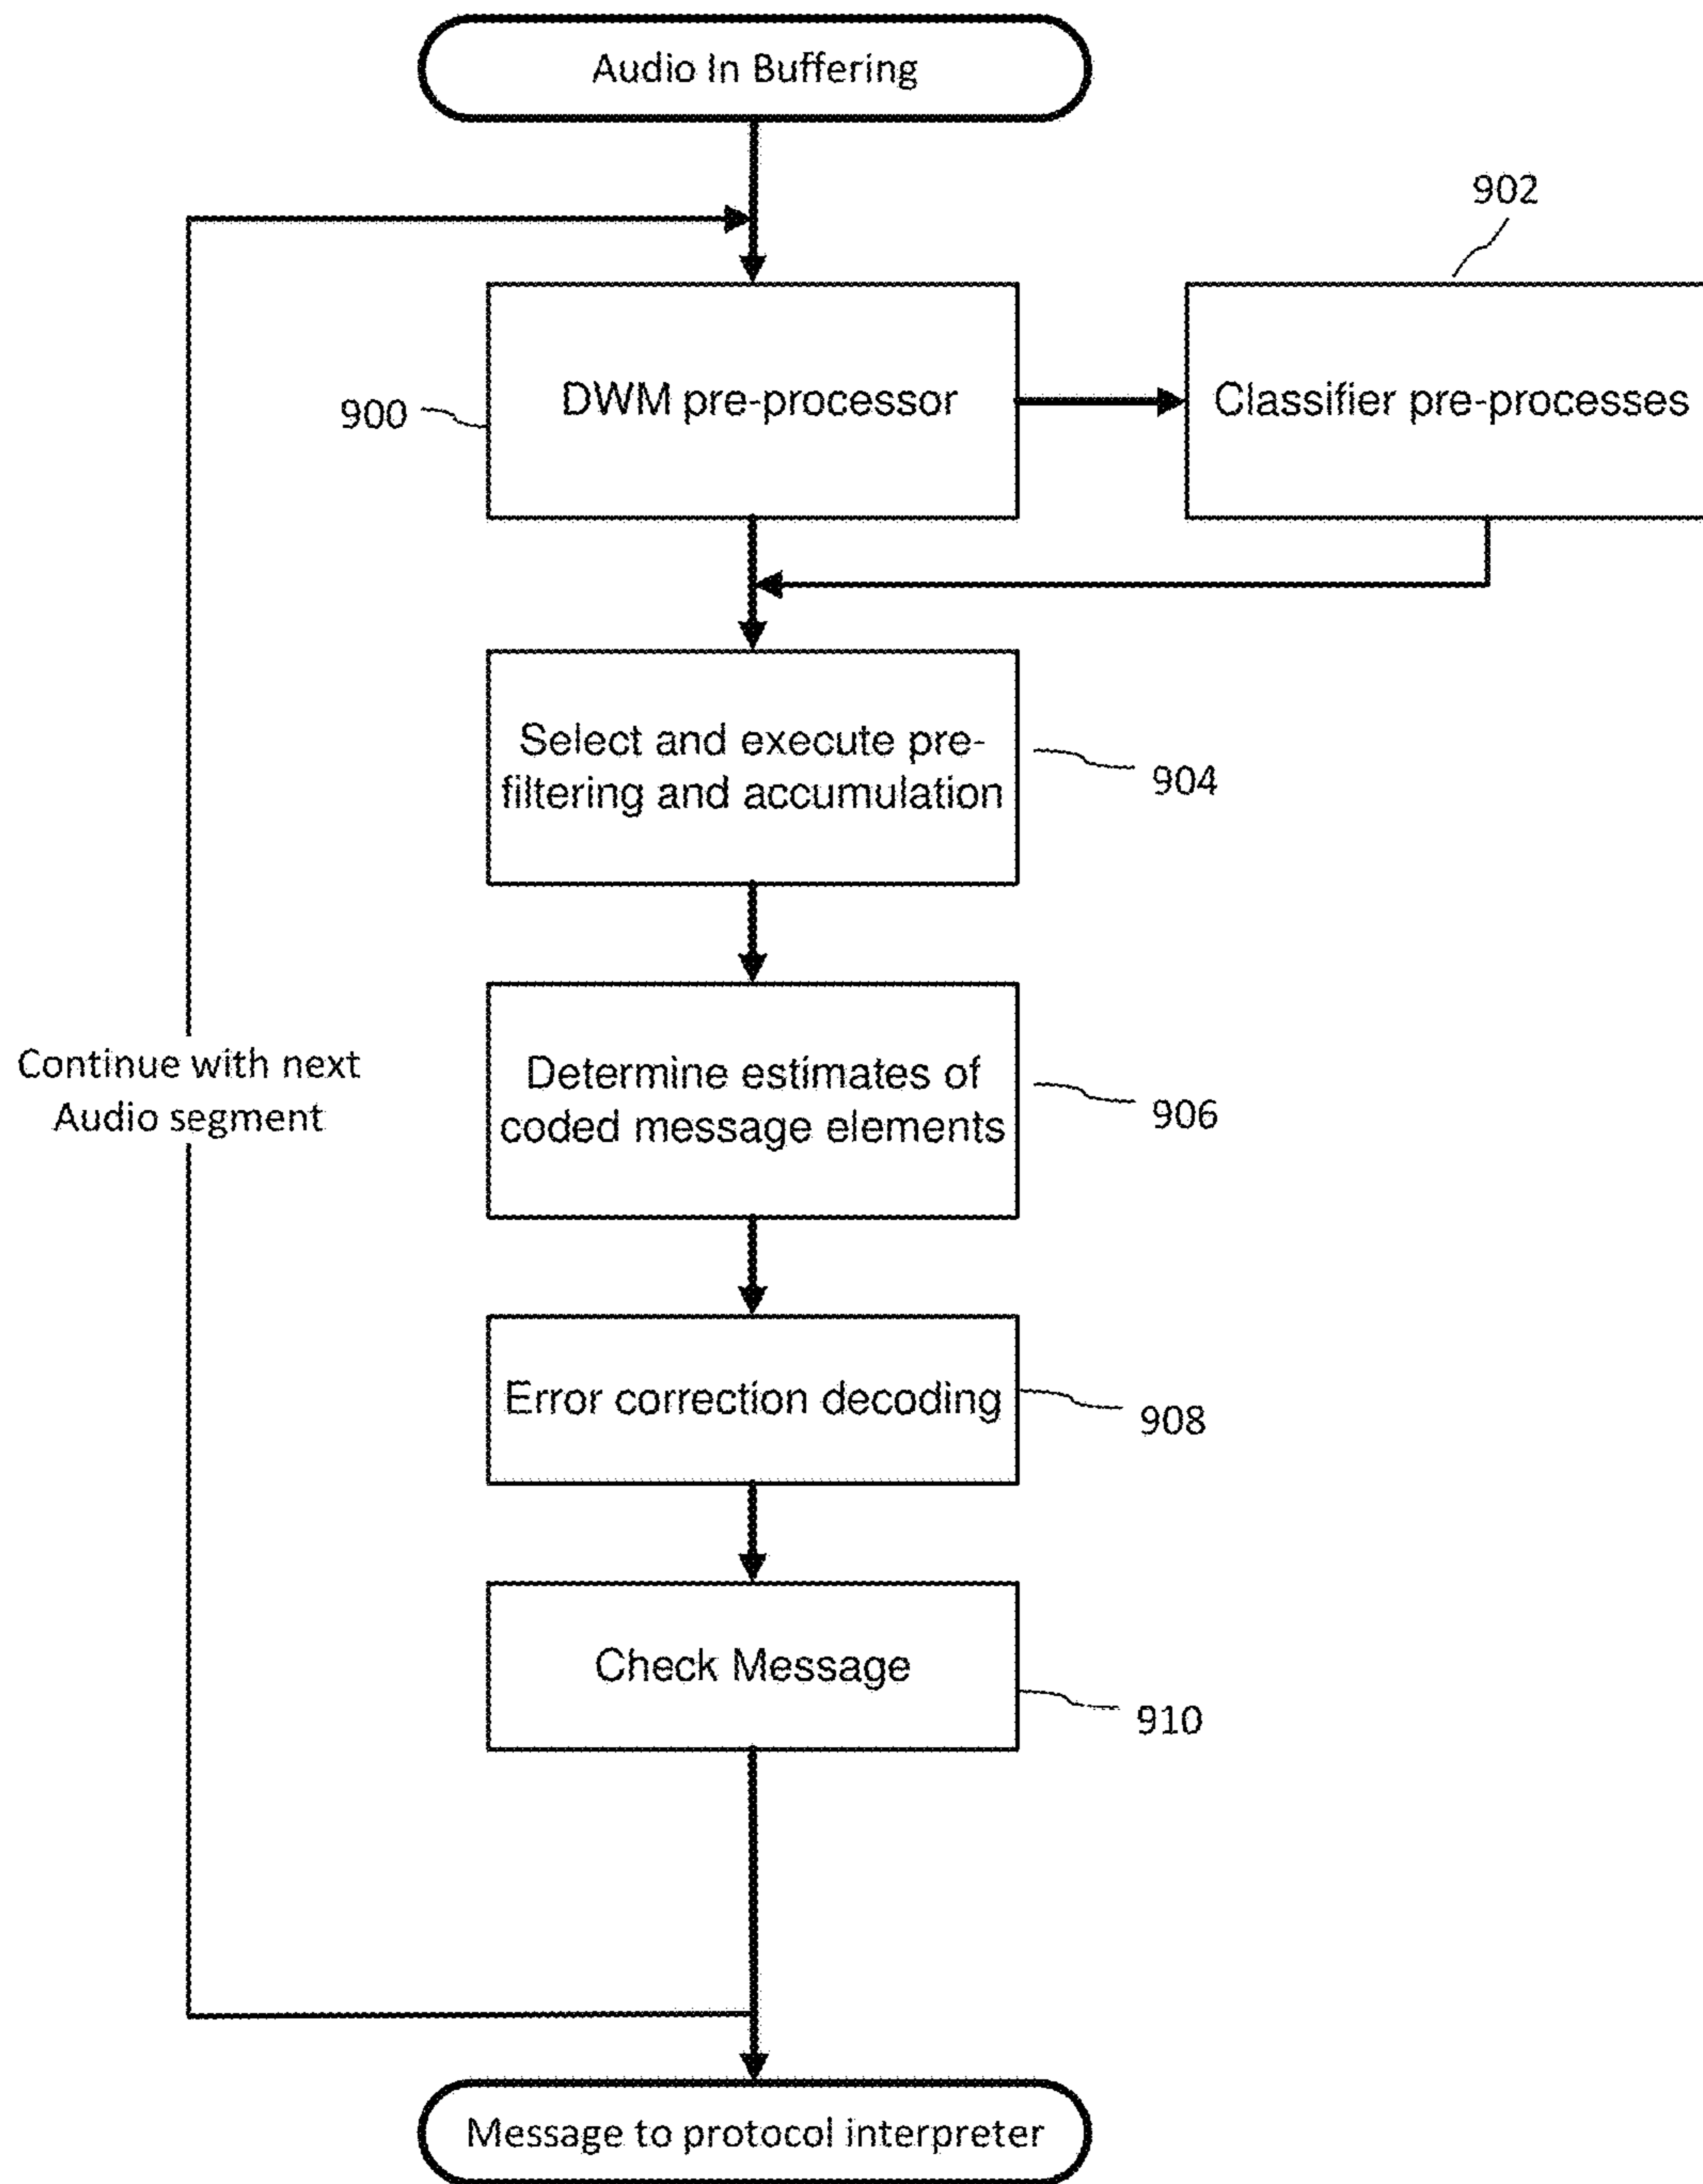 Audio In Buffering
902
900
DWM pre-processor
Classifier pre-processes
Select and execute pre-
filtering and accumulation
904
Continue with next
Audio segment
Determine estimates of
coded message elements
906
Error correction decoding
908
Check Message
910
Message to protocol interpreter